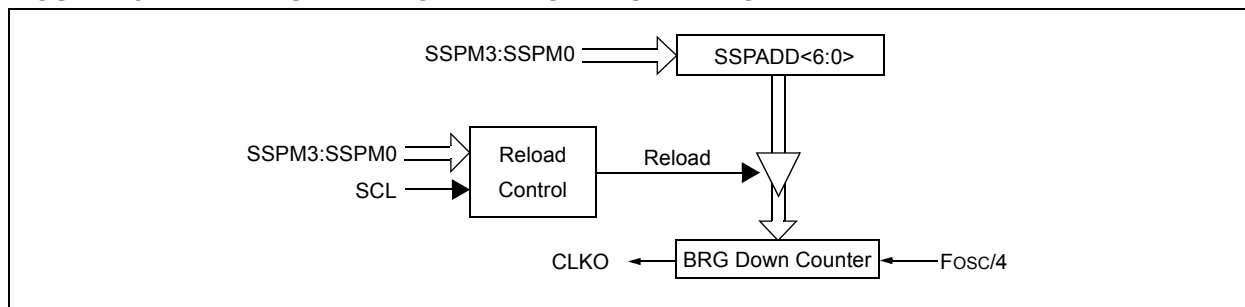 SSPM3:SSPM0
SSPADD<6:0>
SSPM3:SSPM0
SCL
Reload
Control
Reload
CLKO
BRG Down Counter
FOSC/4